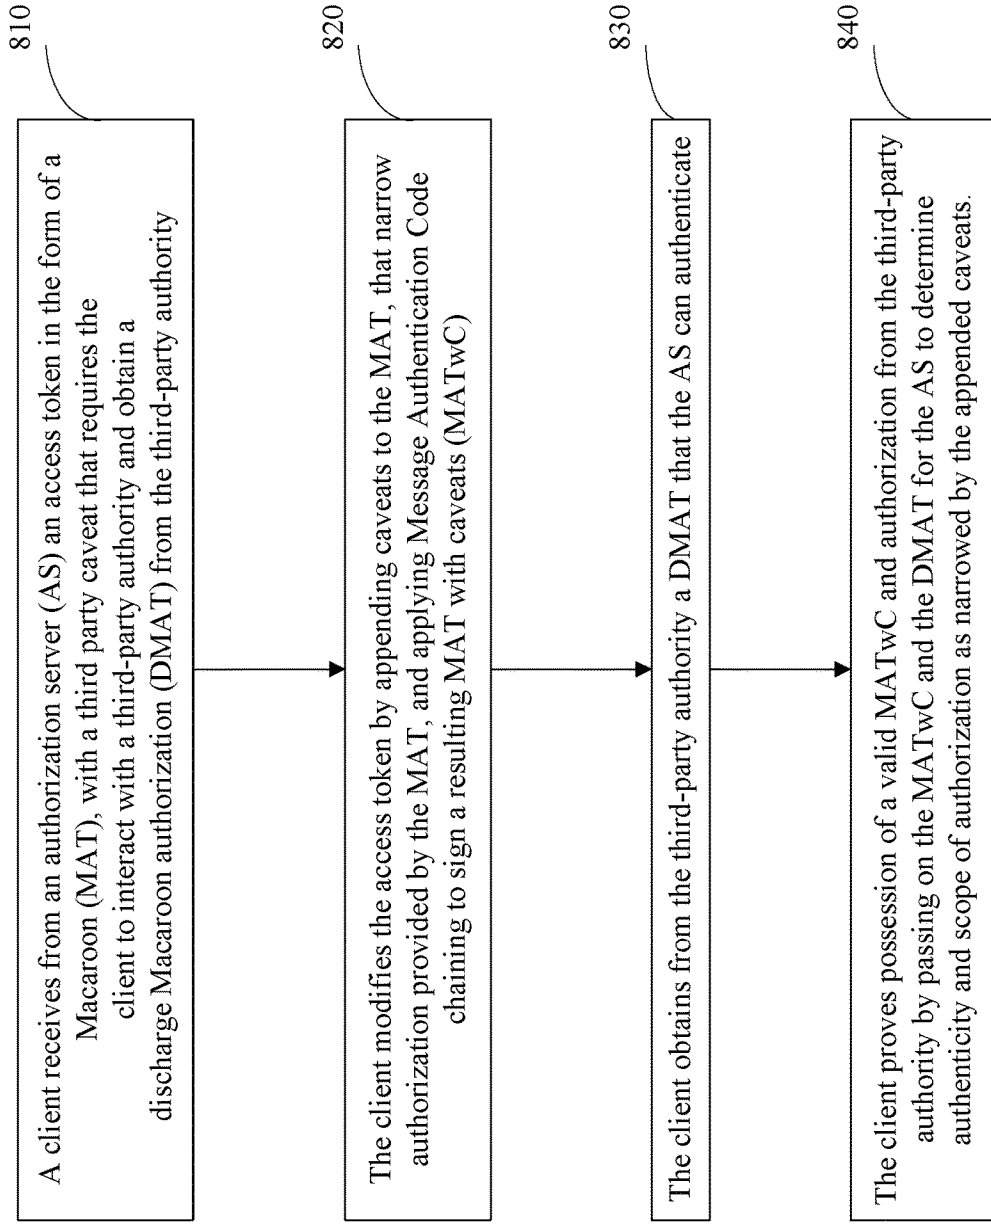 810
A client receives from an authorization server (AS) an access token in the form of a
Macaroon (MAT), with a third party caveat that requires the
client to interact with a third-party authority and obtain a
discharge Macaroon authorization (DMAT) from the third-party authority
820
The client modifies the access token by appending caveats to the MAT, that narrow
authorization provided by the MAT, and applying Message Authentication Code
chaining to sign a resulting MAT with caveats (MATwC)
830
The client obtains from the third-party authority a DMAT that the AS can authenticate
840
The client proves possession of a valid MATwC and authorization from the third-party
authority by passing on the MATwC and the DMAT for the AS to determine
authenticity and scope of authorization as narrowed by the appended caveats.